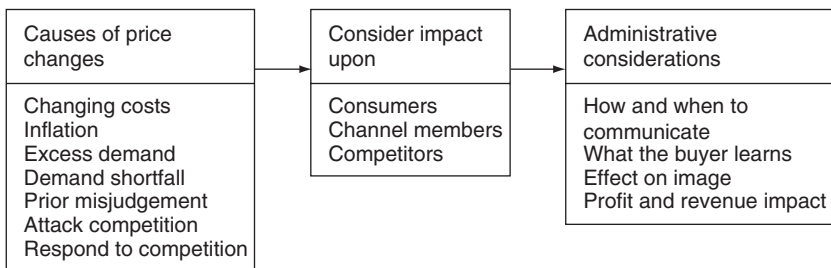 Causes of price
changes
Changing costs
Inflation
Excess demand
Demand shortfall
Prior misjudgement
Attack competition
Respond to competition
Consider impact
upon
Consumers
Channel members
Competitors
Administrative
considerations
How and when to
communicate
What the buyer learns
Effect on image
Profit and revenue impact